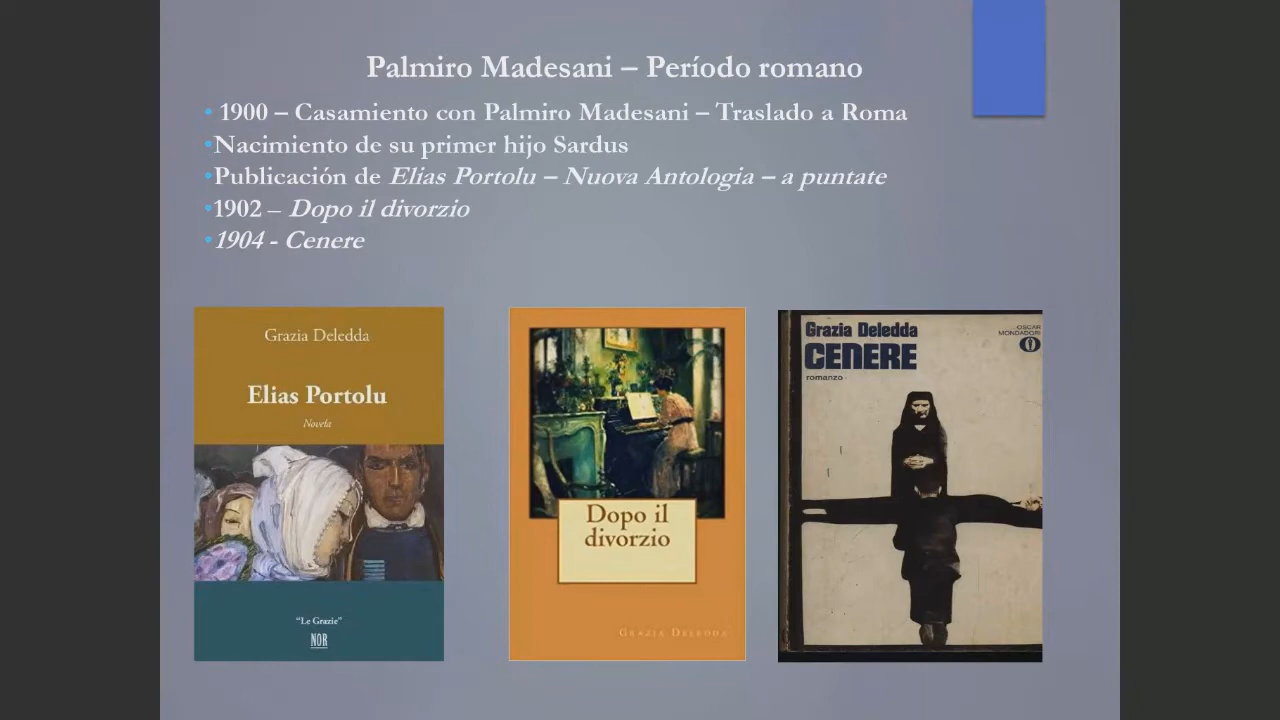 Palmiro Madesani – Período romano
• 1900 – Casamiento con Palmiro Madesani – Traslado a Roma
•Nacimiento de su primer hijo Sardus
•Publicación de Elias Portolu – Nuova Antologia – a puntate
•1902 – Dopo il divorzio
•1904 - Cenere
Grazia Deledda
Elias Portolu
Novela
"Le Grazie"
NOR
Dopo il
divorzio
Grazia Deledda
Grazia Deledda
CENERE
romanzo
OSCAR
MONDADORI